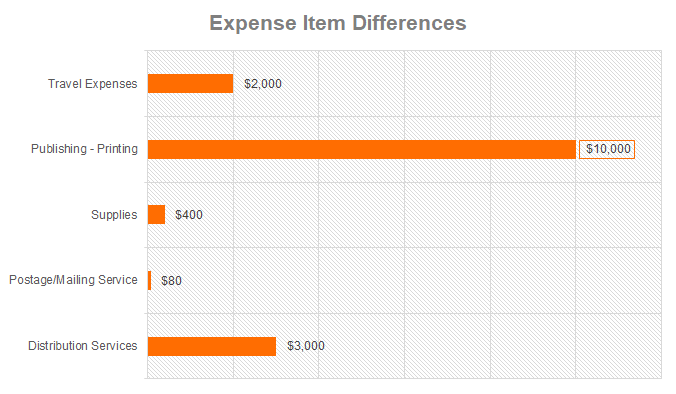 Expense Item Differences
Travel Expenses
$2,000
Publishing - Printing
$10,000
Supplies
$400
Postage/Mailing Service
$80
Distribution Services
$3,000